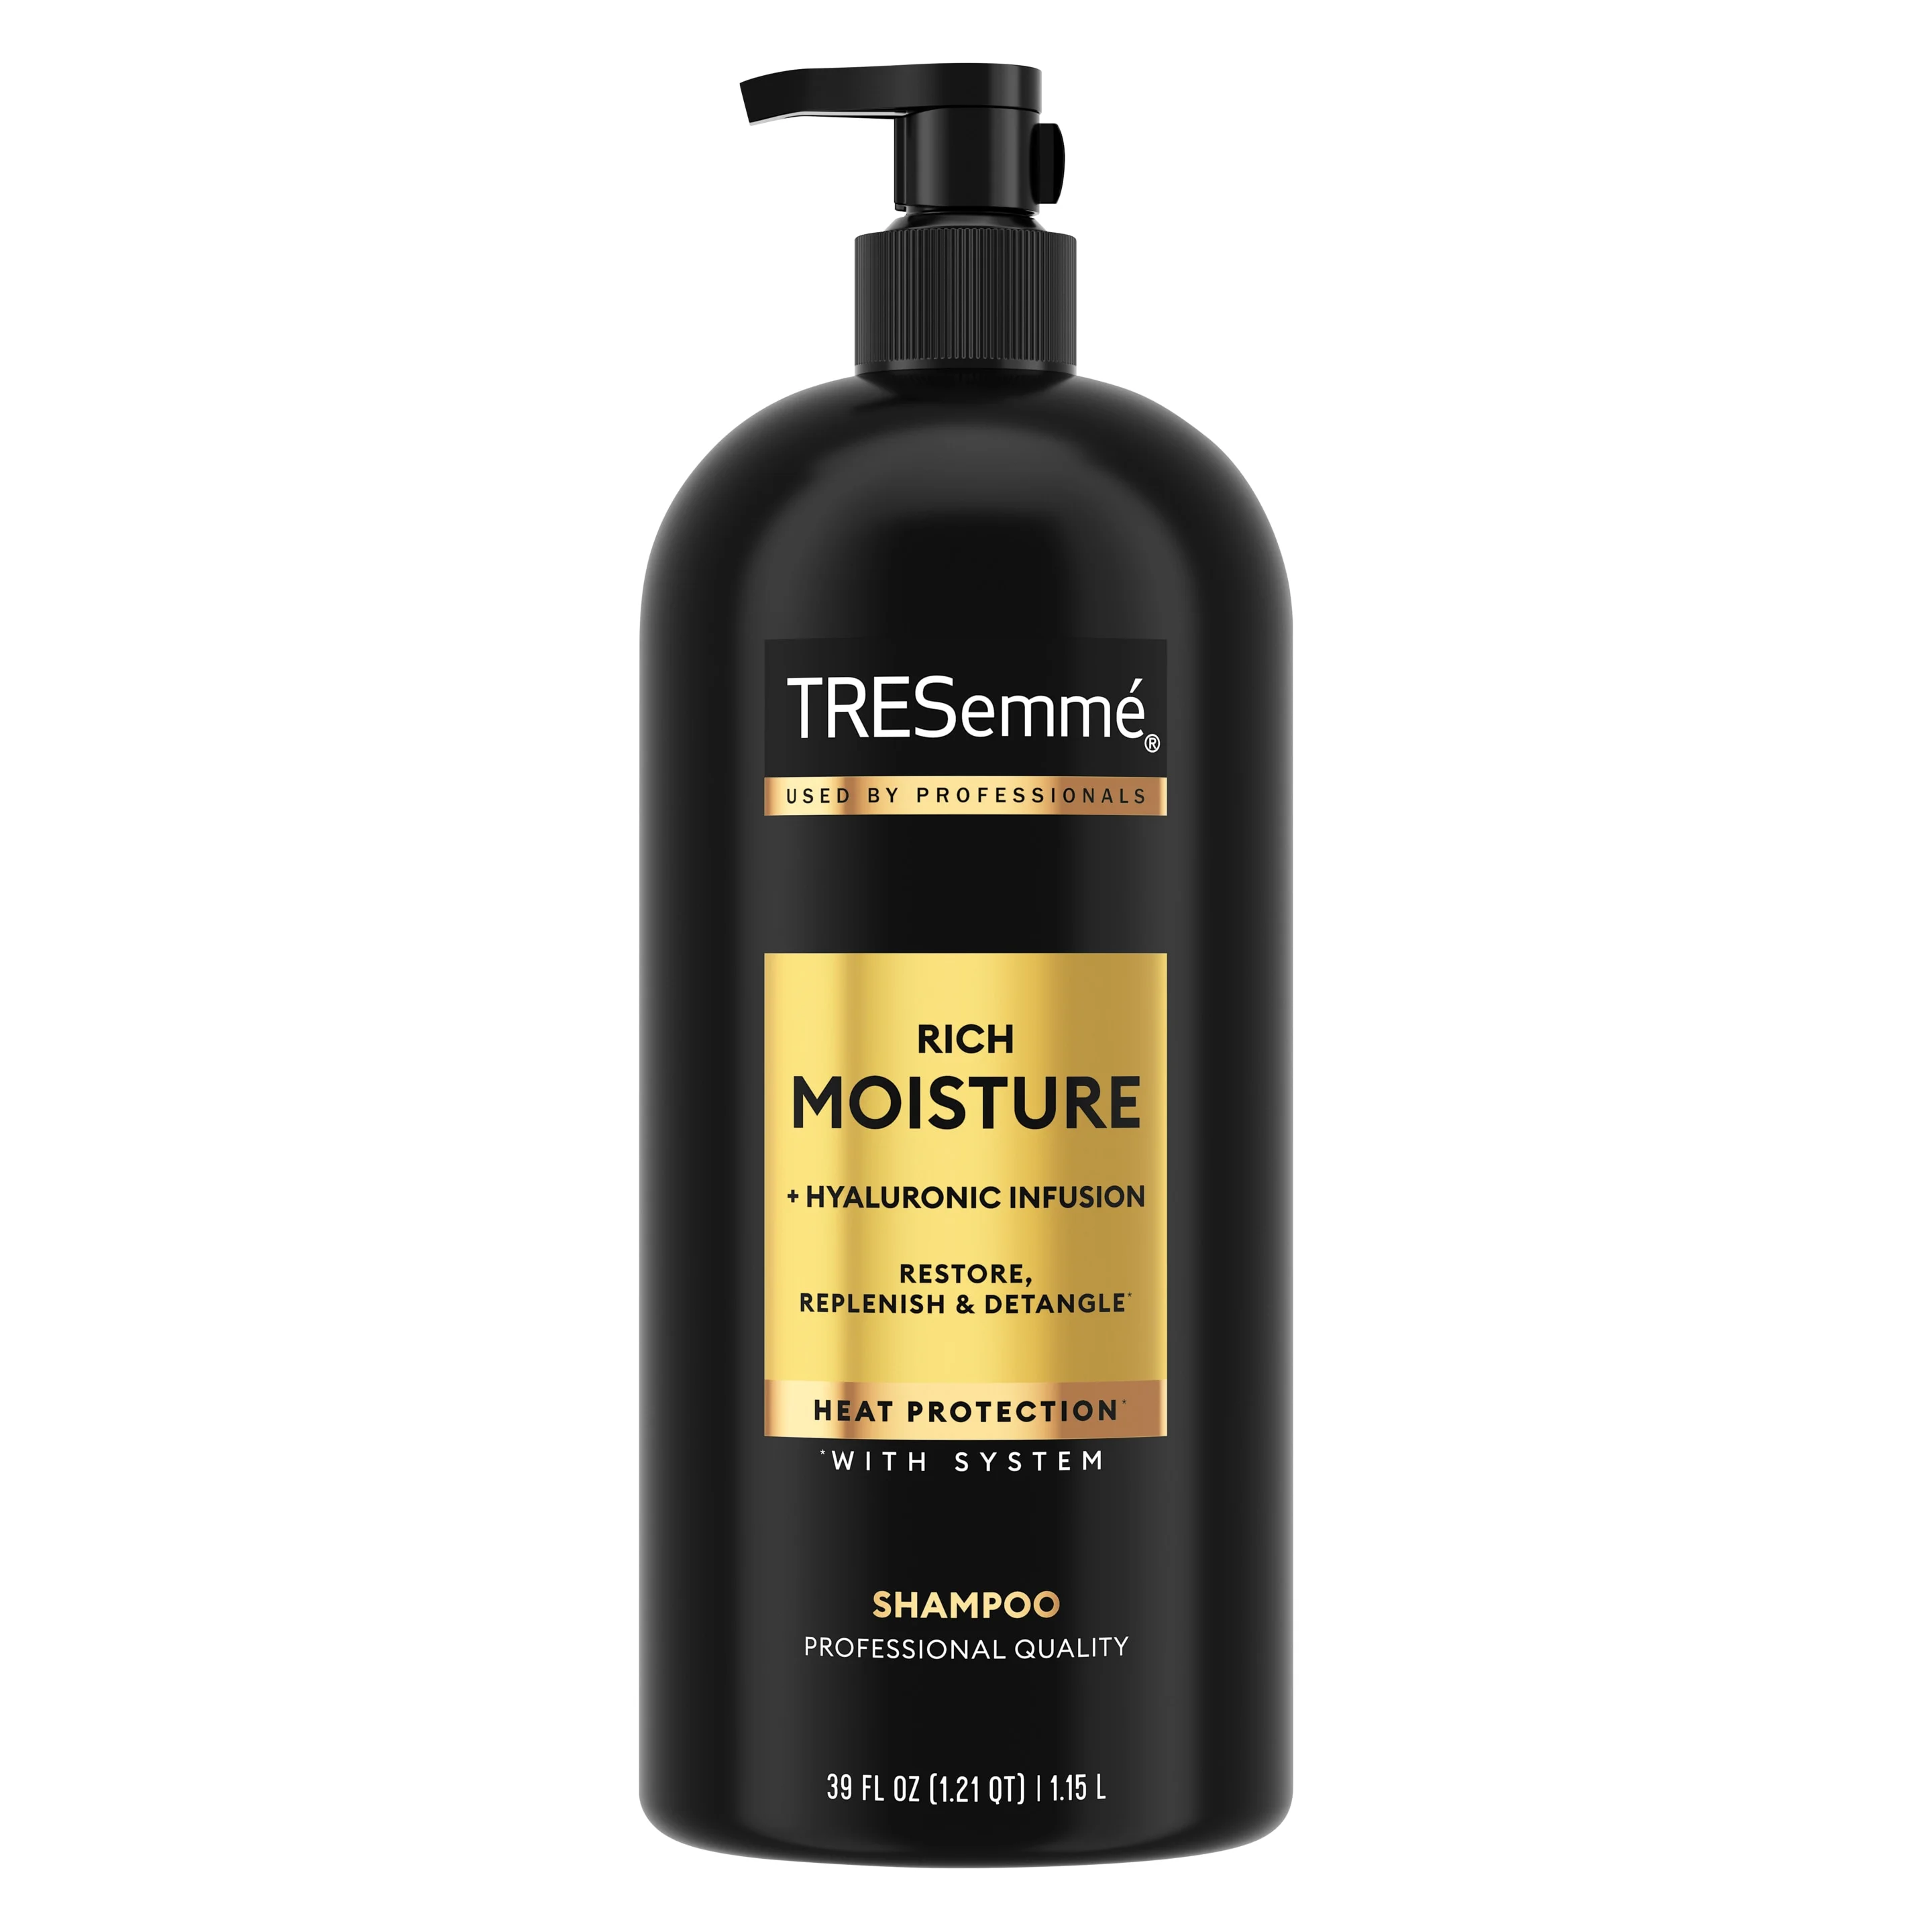 TRESemmé®
USED BY PROFESSIONALS
RICH
MOISTURE
+ HYALURONIC INFUSION
RESTORE,
REPLENISH & DETANGLE*
HEAT PROTECTION*
*WITH SYSTEM
SHAMPOO
PROFESSIONAL QUALITY
39 FL OZ (1.21 QT) | 1.15 L